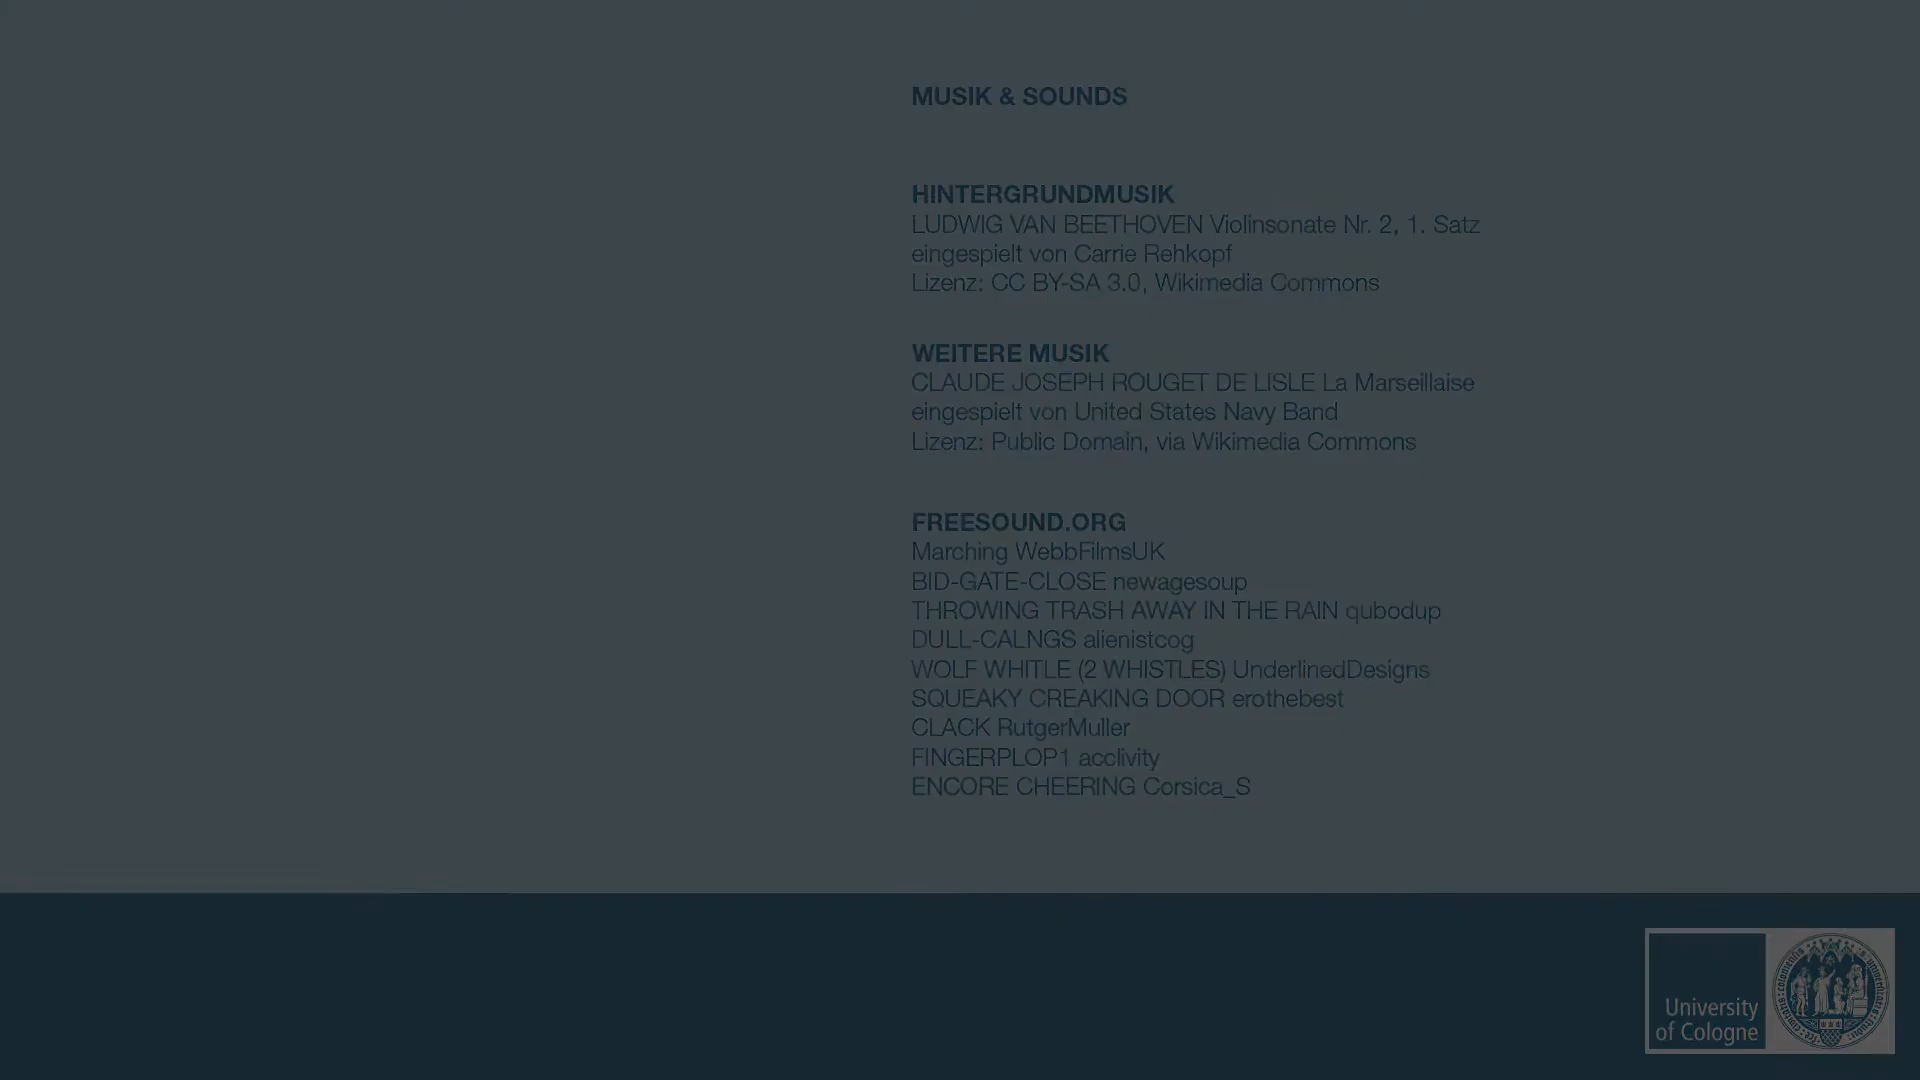 MUSIK & SOUNDS
HINTERGRUNDMUSIK
LUDWIG VAN BEETHOVEN Violinsonate Nr. 2, 1. Satz
eingespielt von Carrie Rehkopf
Lizenz: CC BY-SA 3.0, Wikimedia Commons
WEITERE MUSIK
CLAUDE JOSEPH ROUGET DE LISLE La Marseillaise
eingespielt von United States Navy Band
Lizenz: Public Domain, via Wikimedia Commons
FREESOUND.ORG
Marching WebbFilmsUK
BID-GATE-CLOSE newagesoup
THROWING TRASH AWAY IN THE RAIN qubodup
DULL-CALNGS alienistcog
WOLF WHITLE (2 WHISTLES) UnderlinedDesigns
SQUEAKY CREAKING DOOR erothebest
CLACK RutgerMuller
FINGERPLOP1 acclivity
ENCORE CHEERING Corsica_S
University
of Cologne